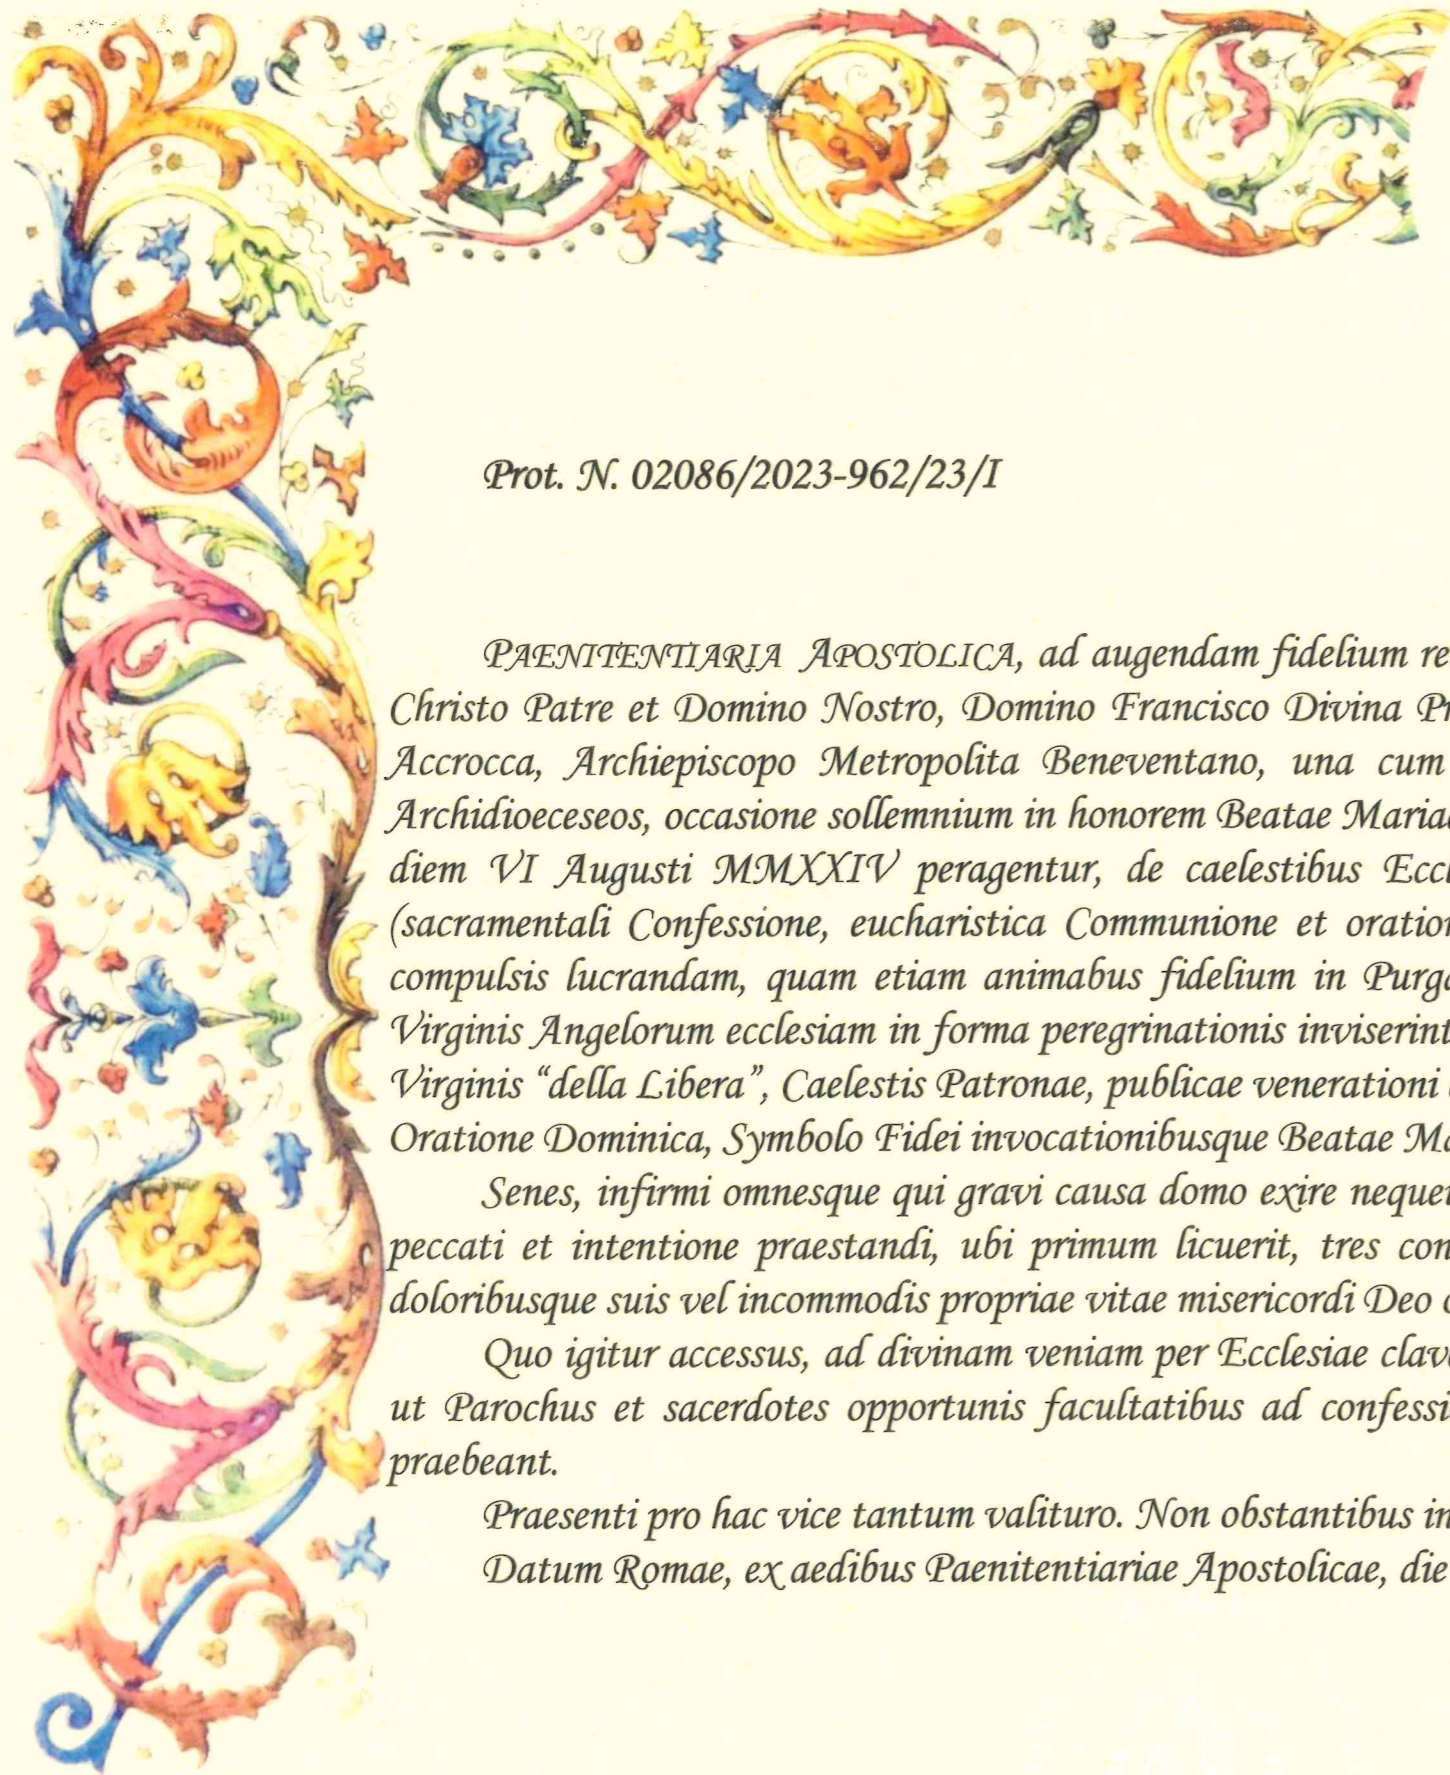 Prot. N. 02086/2023-962/23/I
PAENITENTIARIA APOSTOLICA, ad augendam fidelium re
Christo Patre et Domino Nostro, Domino Francisco Divina Pr
Accrocca, Archiepiscopo Metropolita Beneventano, una cum
Archidioeceseos, occasione sollemnium in honorem Beatae Maria
diem VI Augusti MMXXIV peragentur, de caelestibus Eccl
(sacramentali Confessione, eucharistica Communione et oration
compulsis lucrandam, quam etiam animabus fidelium in Purga
Virginis Angelorum ecclesiam in forma peregrinationis inviserint
Virginis “della Libera”, Caelestis Patronae, publicae venerationi
Oratione Dominica, Symbolo Fidei invocationibusque Beatae Ma
Senes, infirmi omnesque qui gravi causa domo exire nequei
peccati et intentione praestandi, ubi primum licuerit, tres con
doloribusque suis vel incommodis propriae vitae misericordi Deo
Quo igitur accessus, ad divinam veniam per Ecclesiae clav
ut Parochus et sacerdotes opportunis facultatibus ad confessi
praebeant.
Praesenti pro hac vice tantum valituro. Non obstantibus in
Datum Romae, ex aedibus Paenitentiariae Apostolicae, die